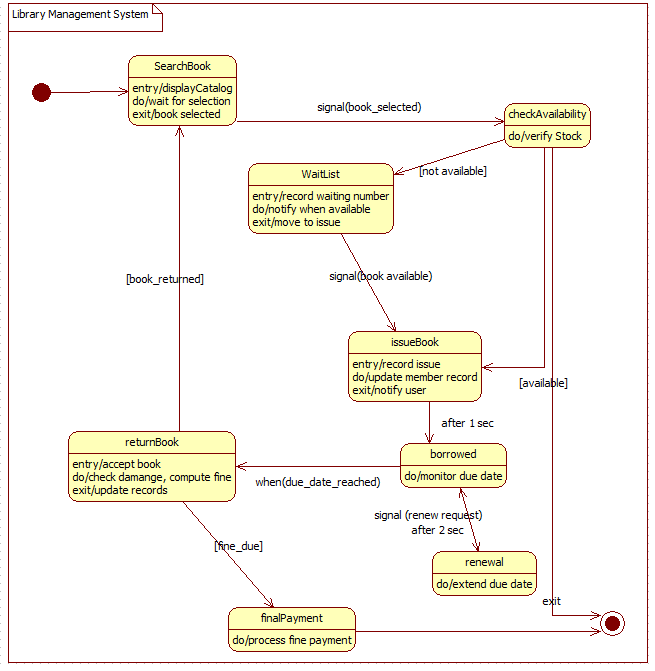 Library Management System
SearchBook
entry/displayCatalog
do/wait for selection
exit/book selected
signal(book_selected)
checkAvailability
do/verify Stock
[not available]
WaitList
entry/record waiting number
do/notify when available
exit/move to issue
[book_returned]
signal(book available)
issueBook
entry/record issue
do/update member record
exit/notify user
[available]
after 1 sec
returnBook
entry/accept book
do/check damange, compute fine
exit/update records
when(due_date_reached)
borrowed
do/monitor due date
signal (renew request)
after 2 sec
[fine_due]
renewal
do/extend due date
exit
finalPayment
do/process fine payment